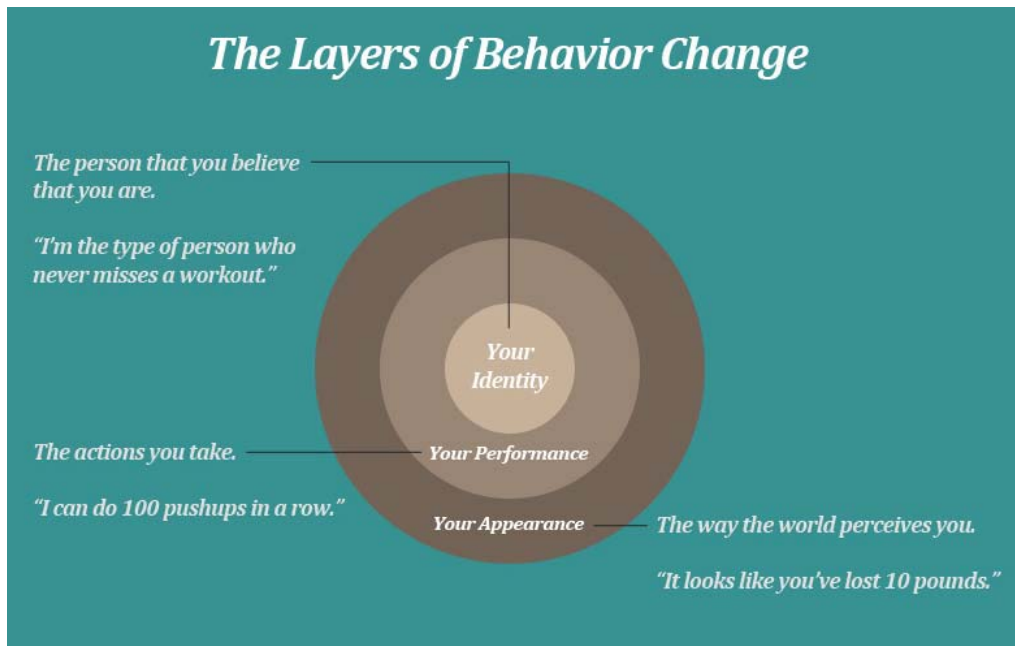 The Layers of Behavior Change
The person that you believe
that you are.
“I’m the type of person who
never misses a workout.”
Your
Identity
The actions you take.
Your Performance
“I can do 100 pushups in a row.”
Your Appearance
The way the world perceives you.
“It looks like you’ve lost 10 pounds.”